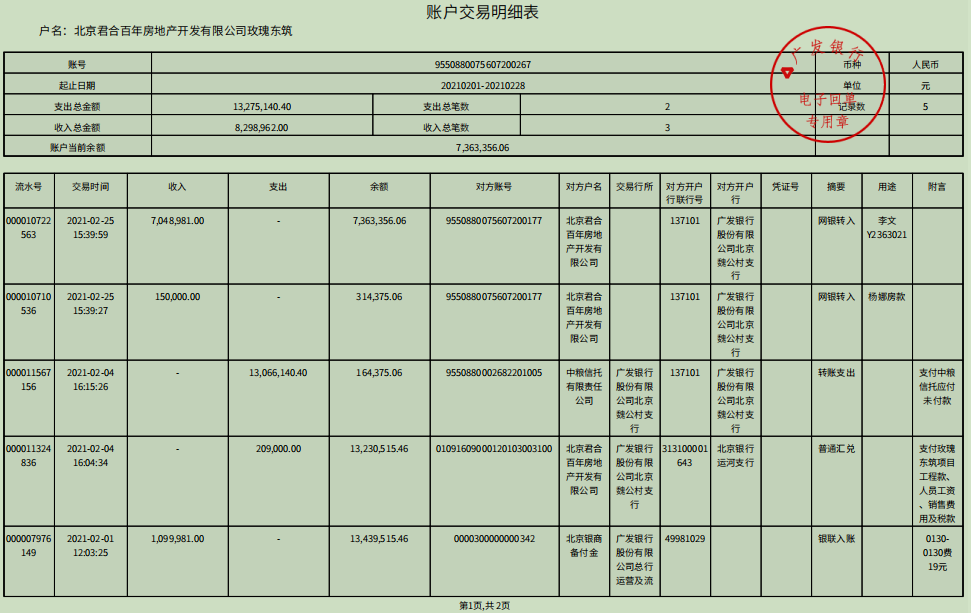 账户交易明细表
户名：北京君合百年房地产开发有限公司玫瑰东筑
账号 9550880075607200267 币种 人民币
起止日期 20210201-20210228 单位 元
支出总金额 13,275,140.40 支出总笔数 2 记录数 5
收入总金额 8,298,962.00 收入总笔数 3
账户当前余额 7,363,356.06
广发银行
电子回单
专用章
流水号 交易时间 收入 支出 余额 对方账号 对方户名 交易行所 对方开户 对方开户 凭证号 摘要 用途 附言
行联行号 行
000010722 2021-02-25 7,048,981.00 - 7,363,356.06 9550880075607200177 北京君合 137101 广发银行 网银转入 李文
563 15:39:59 百年房地 股份有限 Y2363021
产开发有 公司北京
限公司 魏公村支
行
000010710 2021-02-25 150,000.00 - 314,375.06 9550880075607200177 北京君合 137101 广发银行 网银转入 杨娜房款
536 15:39:27 百年房地 股份有限
产开发有 公司北京
限公司 魏公村支
行
000011567 2021-02-04 - 13,066,140.40 164,375.06 9550880002682201005 中粮信托 广发银行 137101 广发银行 转账支出 支付中粮
156 16:15:26 有限责任 股份有限 股份有限 信托应付
公司 公司北京 公司北京 未付款
魏公村支 魏公村支
行 行
000011324 2021-02-04 - 209,000.00 13,230,515.46 01091609000120103003100 北京君合 广发银行 313100001 北京银行 普通汇兑 支付玫瑰
836 16:04:34 百年房地 股份有限 643 运河支行 东筑项目
产开发有 公司北京 工程款、
限公司 魏公村支 人员工资
行 、销售费
用及税款
000007976 2021-02-01 1,099,981.00 - 13,439,515.46 0000300000000342 北京银商 广发银行 49981029 银联入账 0130-
149 12:03:25 备付金 股份有限 0130费
公司总行 19元
运营及流
第1页,共 2页